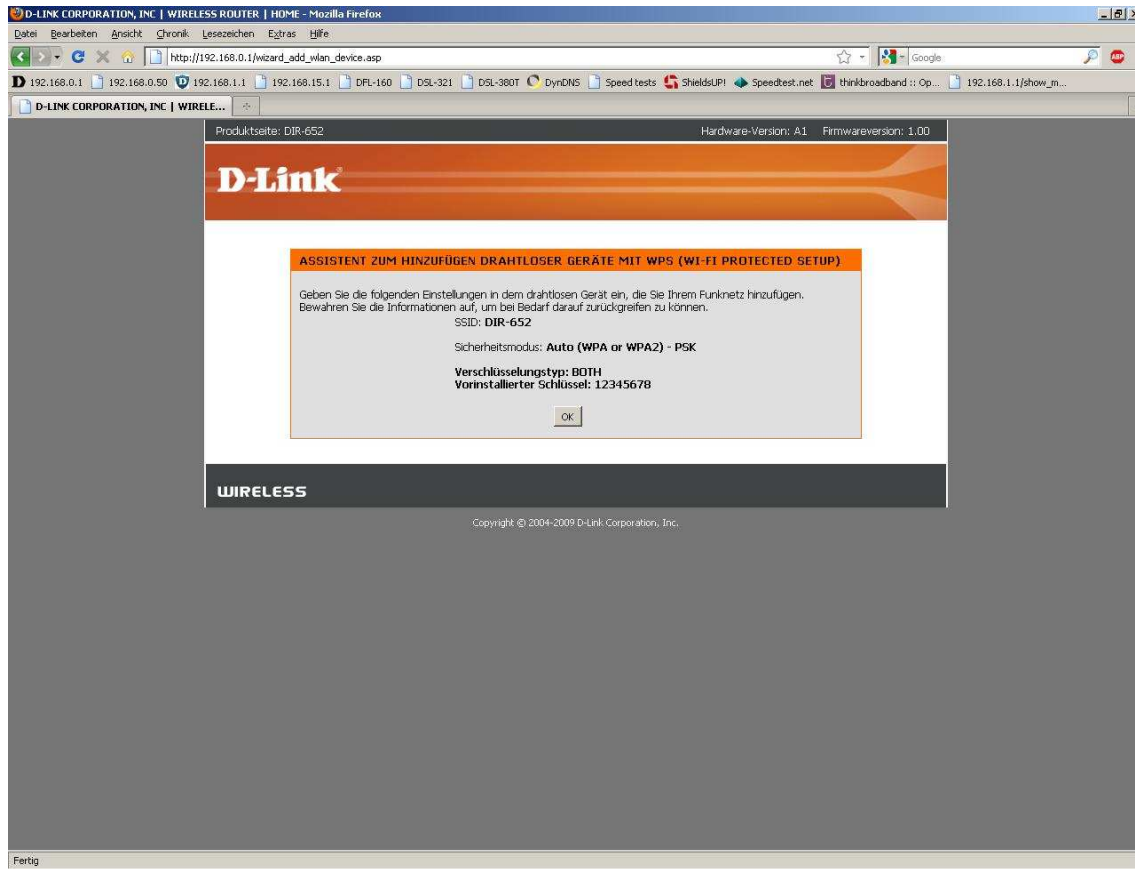 D-LINK CORPORATION, INC | WIRELESS ROUTER | HOME - Mozilla Firefox
Datei Bearbeiten Ansicht Chronik Lesezeichen Extras Hilfe
http://192.168.0.1/wizard_add_wlan_device.asp
Google
ABP
192.168.0.1 192.168.0.50 192.168.1.1 192.168.15.1 DFL-160 DSL-321 DSL-380T DynDNS Speed tests ShieldsUP! Speedtest.net thinkbroadband :: Op... 192.168.1.1/show_m...
D-LINK CORPORATION, INC | WIRELE...
Produktseite: DIR-652 Hardware-Version: A1 Firmwareversion: 1.00
D-Link
ASSISTENT ZUM HINZUFÜGEN DRAHTLOSER GERÄTE MIT WPS (WI-FI PROTECTED SETUP)
Geben Sie die folgenden Einstellungen in dem drahtlosen Gerät ein, die Sie Ihrem Funknetz hinzufügen.
Bewahren Sie die Informationen auf, um bei Bedarf darauf zurückgreifen zu können.
SSID: DIR-652
Sicherheitsmodus: Auto (WPA or WPA2) - PSK
Verschlüsselungstyp: BOTH
Vorinstallierter Schlüssel: 12345678
OK
WIRELESS
Copyright © 2004-2009 D-Link Corporation, Inc.
Fertig